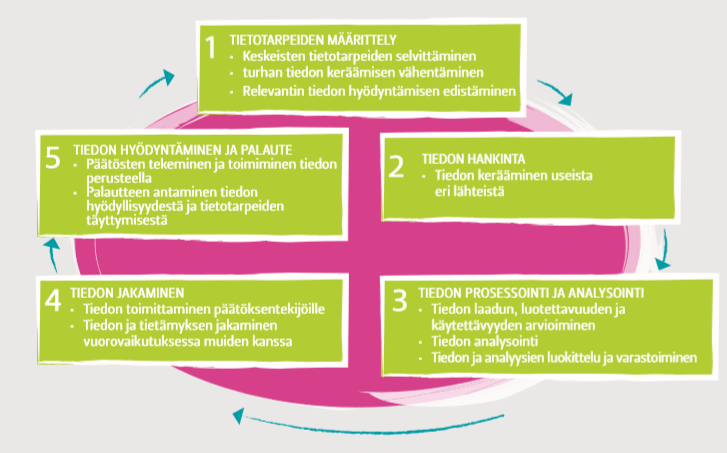 1 TIETOTARPEIDEN MÄÄRITTELY
• Keskeisten tietotarpeiden selvittäminen
• turhan tiedon keräämisen vähentäminen
• Relevantin tiedon hyödyntämisen edistäminen
2 TIEDON HANKINTA
• Tiedon kerääminen useista
eri lähteistä
3 TIEDON PROSESSOINTI JA ANALYSOINTI
• Tiedon laadun, luotettavuuden ja
käytettävyyden arvioiminen
• Tiedon analysointi
• Tiedon ja analyysien luokittelu ja varastoiminen
4 TIEDON JAKAMINEN
• Tiedon toimittaminen päätöksentekijöille
• Tiedon ja tietämyksen jakaminen
vuorovaikutuksessa muiden kanssa
5 TIEDON HYÖDYNTÄMINEN JA PALAUTE
• Päätösten tekeminen ja toimiminen tiedon
perusteella
• Palautteen antaminen tiedon
hyödyllisyydestä ja tietotarpeiden
täyttymisestä